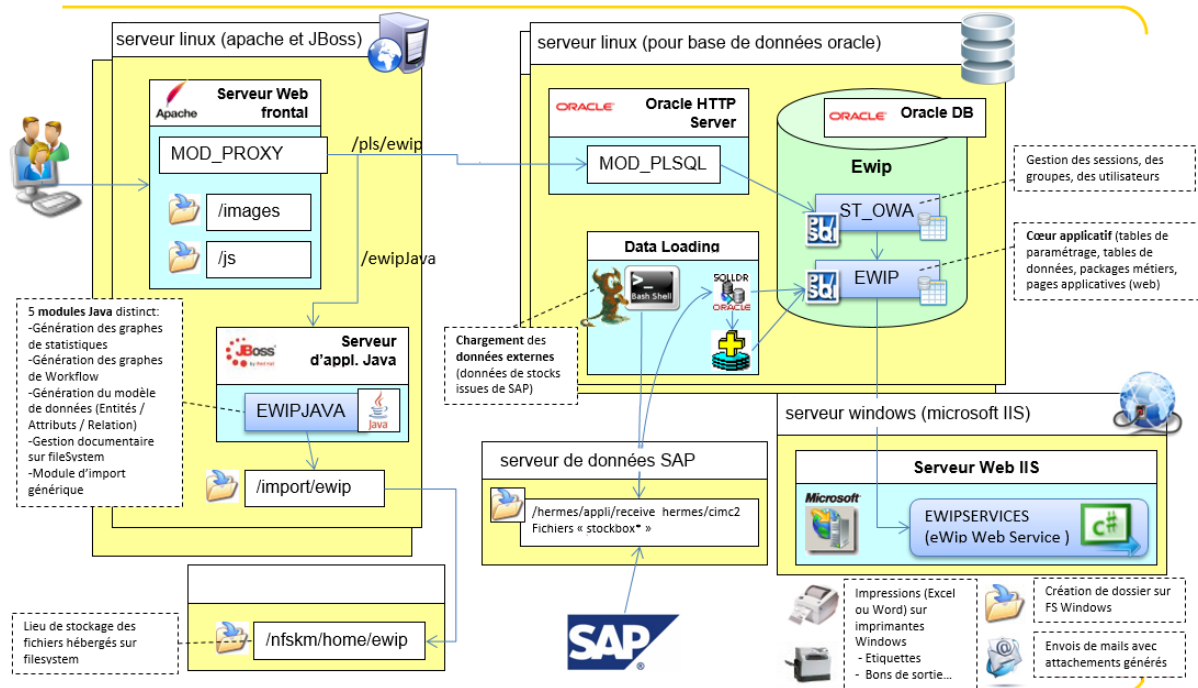 serveur linux (apache et JBoss)
Apache
Serveur Web
frontal
MOD_PROXY
/images
/js
/pls/ewip
/ewipJava
5 modules Java distinct:
-Génération des graphes
de statistiques
-Génération des graphes
de Workflow
-Génération du modèle
de données (Entités /
Attributs / Relation)
-Gestion documentaire
sur fileSystem
-Module d'import
générique
JBoss
by Red Hat
Serveur
d'appl. Java
EWIPJAVA
Java
/import/ewip
Lieu de stockage des
fichiers hébergés sur
filesystem
/nfskm/home/ewip
serveur linux (pour base de données oracle)
ORACLE
Oracle HTTP
Server
MOD_PLSQL
ORACLE
Oracle DB
Ewip
PL/SQL
ST_OWA
PL/SQL
EWIP
Gestion des sessions, des
groupes, des utilisateurs
Cœur applicatif (tables de
paramétrage, tables de
données, packages métiers,
pages applicatives (web)
Data Loading
>_
Bash Shell
SQLLDR
ORACLE
Chargement des
données externes
(données de stocks
issues de SAP)
serveur de données SAP
/hermes/appli/receive hermes/cimc2
Fichiers « stockbox* »
SAP
serveur windows (microsoft IIS)
Serveur Web IIS
Microsoft
EWIPSERVICES
(eWip Web Service )
C#
Impressions (Excel
ou Word) sur
imprimantes
Windows
- Etiquettes
- Bons de sortie...
Création de dossier sur
FS Windows
Envois de mails avec
attachements générés